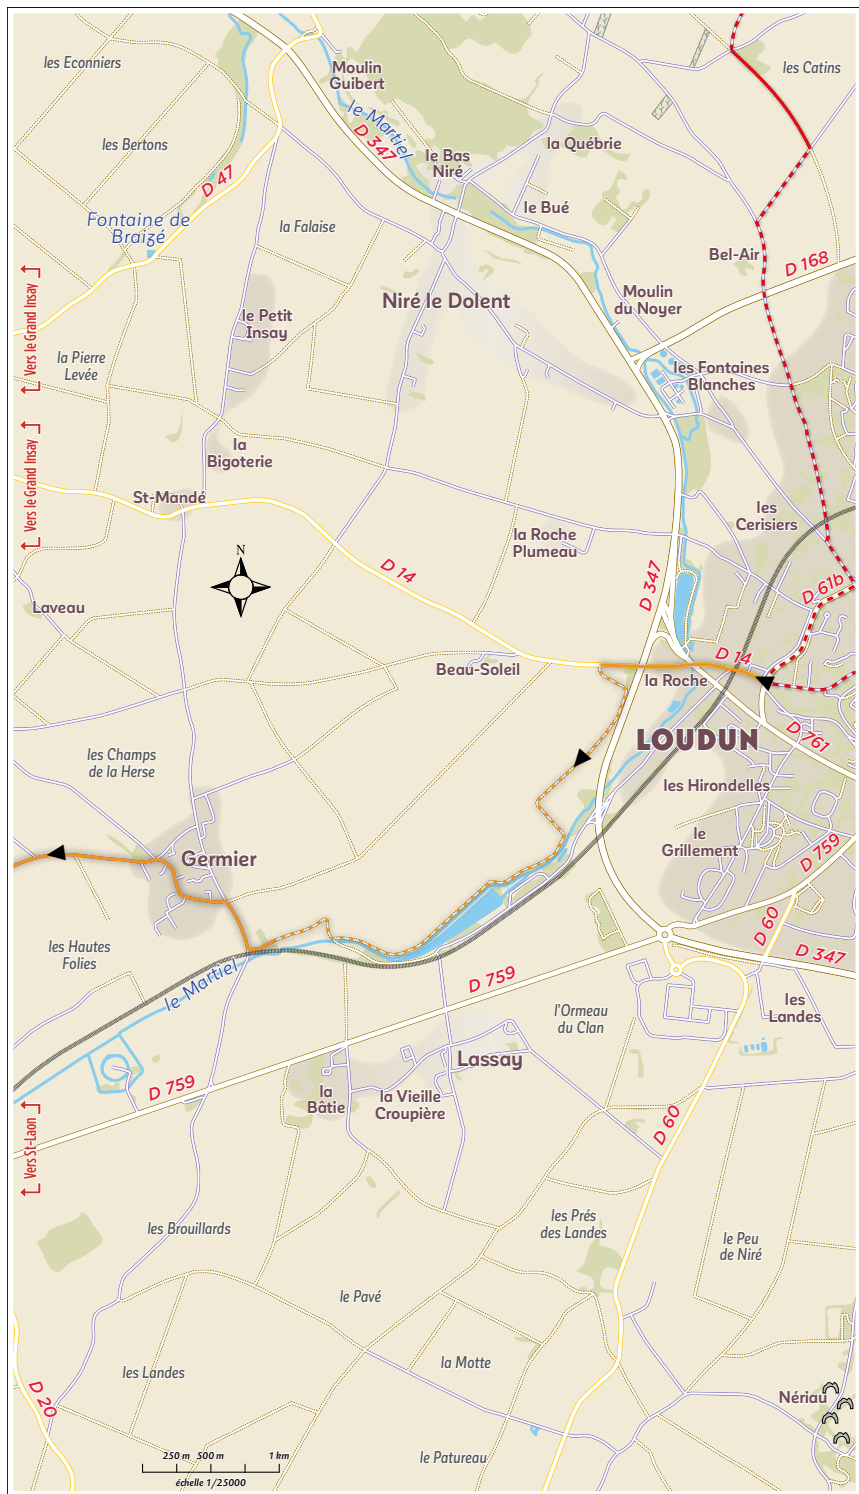 les Econniers
Moulin
Guibert
les Catins
le Martiel
D 347
les Bertons
la Québrie
le Bas
Niré
D 47
le Bué
Fontaine de
Braizé
la Falaise
Bel-Air
D 168
Vers le Grand Insay
Niré le Dolent
Moulin
du Noyer
le Petit
Insay
la Pierre
Levée
les Fontaines
Blanches
Vers le Grand Insay
la
Bigoterie
St-Mandé
les
Cerisiers
la Roche
Plumeau
N
D 14
D 347
D 61b
Laveau
D 14
Beau-Soleil
la Roche
LOUDUN
D 761
les Champs
de la Herse
les Hirondelles
le
Grillement
D 759
Germier
D 60
les Hautes
Folies
D 347
le Martiel
D 759
les
Landes
l'Ormeau
du Clan
Lassay
D 759
la
Bâtie
la Vieille
Croupière
D 60
Vers St-Laon
les Brouillards
les Prés
des Landes
le Peu
de Niré
le Pavé
la Motte
les Landes
D 20
Nériau
le Patureau
250 m 500 m 1 km
échelle 1/25000